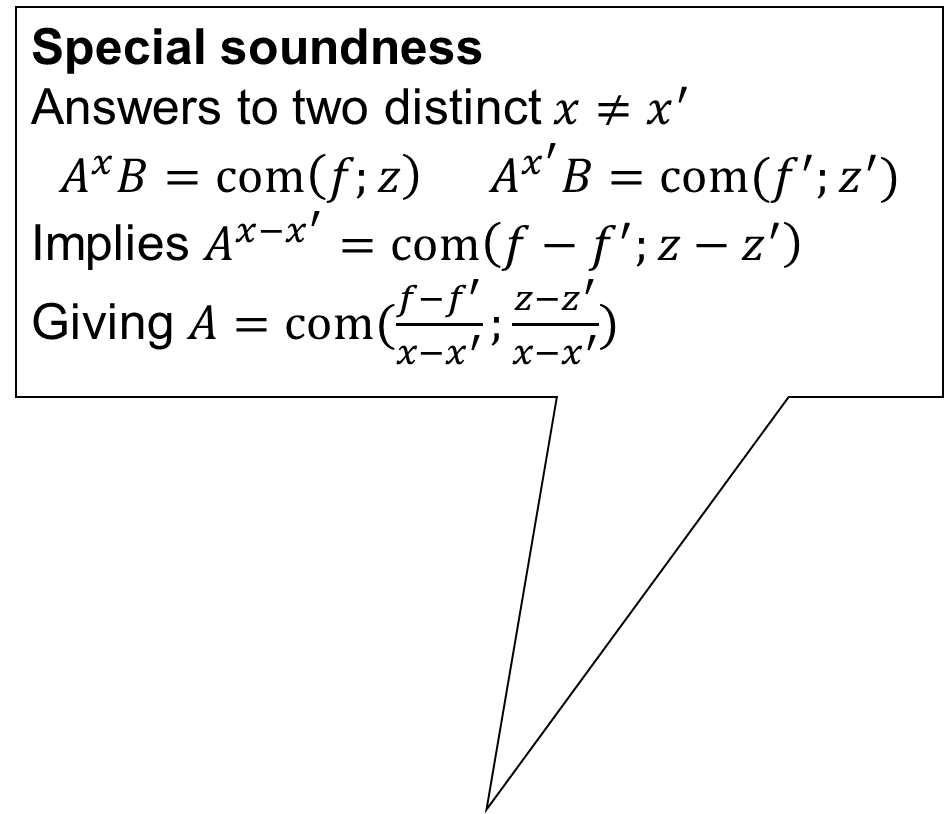 Special soundness
Answers to two distinct 𝑥 ≠ 𝑥′
𝐴^𝑥 𝐵 = com(𝑓; 𝑧) 𝐴^𝑥′ 𝐵 = com(𝑓′; 𝑧′)
Implies 𝐴^(𝑥−𝑥′) = com(𝑓 − 𝑓′; 𝑧 − 𝑧′)
Giving 𝐴 = com((𝑓−𝑓′)/(𝑥−𝑥′); (𝑧−𝑧′)/(𝑥−𝑥′))